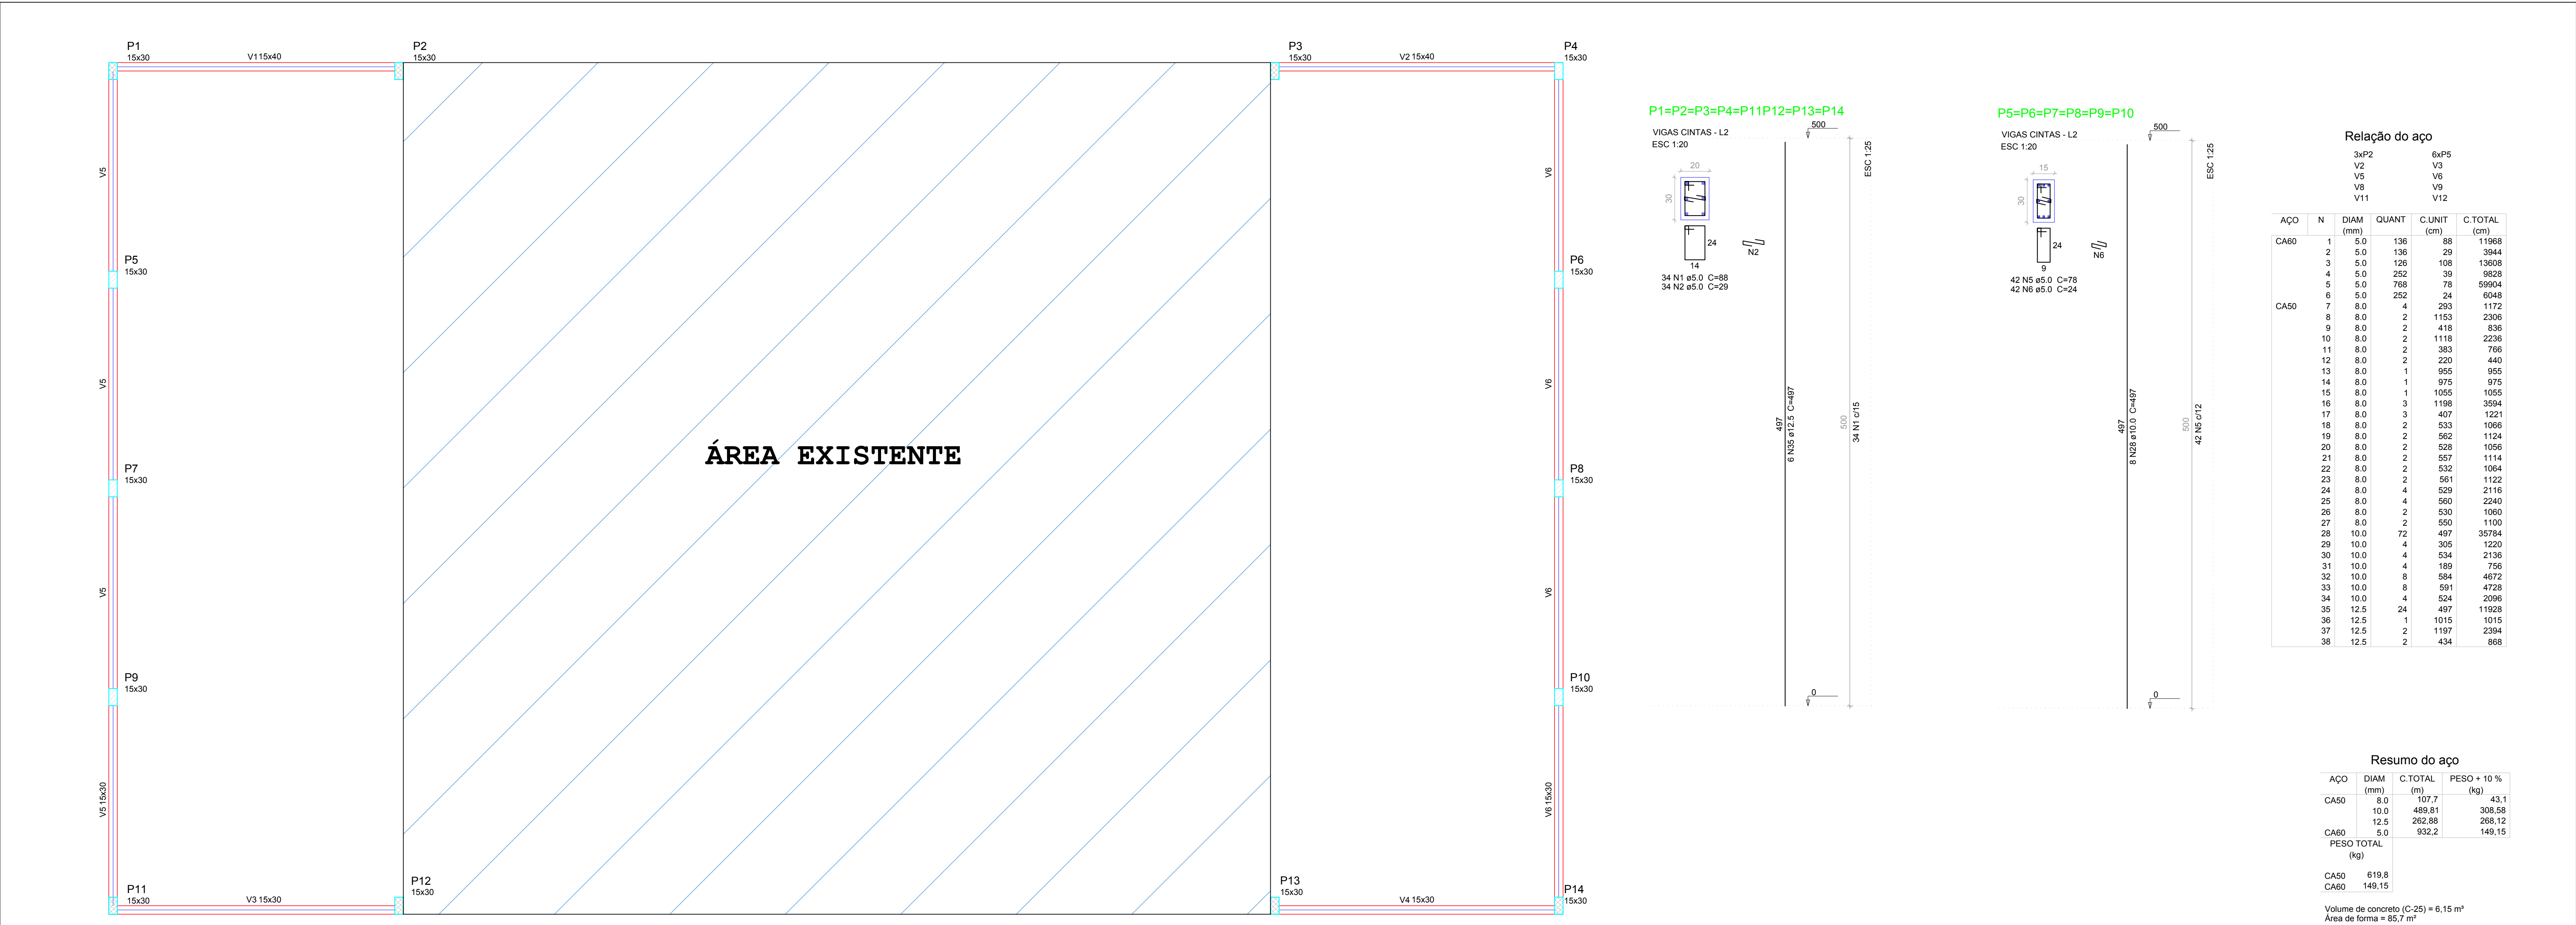 P1
15x30
V115x40
P2
15x30
P3
15x30
V2 15x40
P4
15x30
V5
V6
P5
15x30
P6
15x30
V5
V6
ÁREA EXISTENTE
P7
15x30
P8
15x30
V5
V6
P9
15x30
P10
15x30
V5 15x30
V6 15x30
P11
15x30
V3 15x30
P12
15x30
P13
15x30
V4 15x30
P14
15x30
P1=P2=P3=P4=P11P12=P13=P14
VIGAS CINTAS - L2
ESC 1:20
500
ESC 1:25
20
30
24
14
N2
34 N1 ø5.0 C=88
34 N2 ø5.0 C=29
497
6 N35 ø12.5 C=497
500
34 N1 c/15
0
P5=P6=P7=P8=P9=P10
VIGAS CINTAS - L2
ESC 1:20
500
ESC 1:25
15
30
24
9
N6
42 N5 ø5.0 C=78
42 N6 ø5.0 C=24
497
8 N28 ø10.0 C=497
500
42 N5 c/12
0
Relação do aço
3xP2 6xP5
V2 V3
V5 V6
V8 V9
V11 V12
AÇO N DIAM QUANT C.UNIT C.TOTAL
(mm) (cm) (cm)
CA60 1 5.0 136 88 11968
2 5.0 136 29 3944
3 5.0 126 108 13608
4 5.0 252 39 9828
5 5.0 768 78 59904
6 5.0 252 24 6048
CA50 7 8.0 4 293 1172
8 8.0 2 1153 2306
9 8.0 2 418 836
10 8.0 2 1118 2236
11 8.0 2 383 766
12 8.0 2 220 440
13 8.0 1 955 955
14 8.0 1 975 975
15 8.0 1 1055 1055
16 8.0 3 1198 3594
17 8.0 3 407 1221
18 8.0 2 533 1066
19 8.0 2 562 1124
20 8.0 2 528 1056
21 8.0 2 557 1114
22 8.0 2 532 1064
23 8.0 2 561 1122
24 8.0 4 529 2116
25 8.0 4 560 2240
26 8.0 2 530 1060
27 8.0 2 550 1100
28 10.0 72 497 35784
29 10.0 4 305 1220
30 10.0 4 534 2136
31 10.0 4 189 756
32 10.0 8 584 4672
33 10.0 8 591 4728
34 10.0 4 524 2096
35 12.5 24 497 11928
36 12.5 1 1015 1015
37 12.5 2 1197 2394
38 12.5 2 434 868
Resumo do aço
AÇO DIAM C.TOTAL PESO + 10 %
(mm) (m) (kg)
CA50 8.0 107,7 43,1
10.0 489,81 308,58
12.5 262,88 268,12
CA60 5.0 932,2 149,15
PESO TOTAL
(kg)
CA50 619,8
CA60 149,15
Volume de concreto (C-25) = 6,15 m³
Área de forma = 85,7 m²